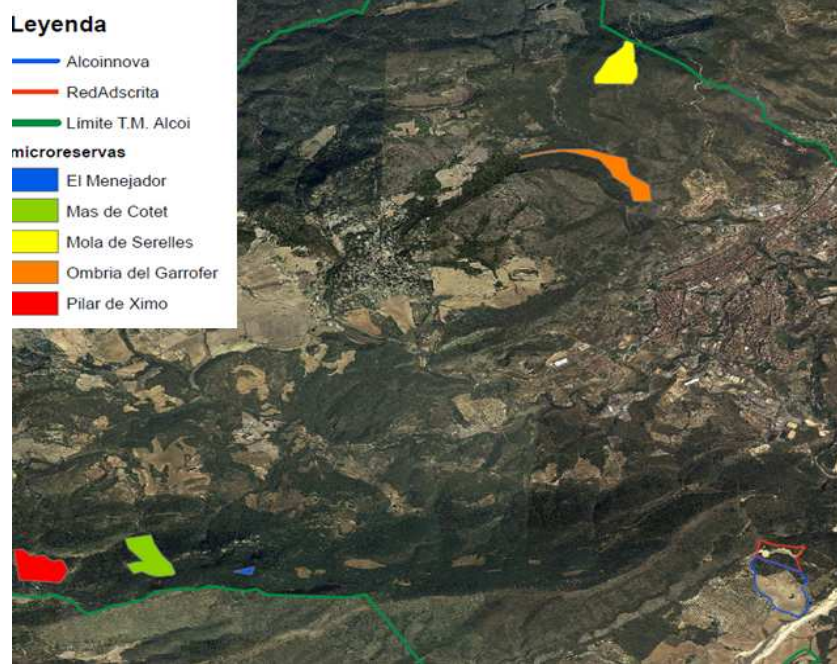 Leyenda
Alcoinnova
RedAdscrita
Límite T.M. Alcoi
microreservas
El Menejador
Mas de Cotet
Mola de Serelles
Ombria del Garrofer
Pilar de Ximo